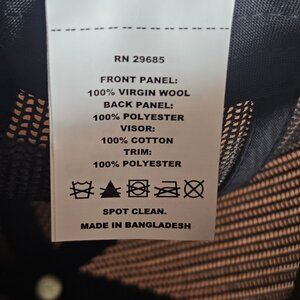 RN 29685
FRONT PANEL:
100% VIRGIN WOOL
BACK PANEL:
100% POLYESTER
VISOR:
100% COTTON
TRIM:
100% POLYESTER
SPOT CLEAN.
MADE IN BANGLADESH